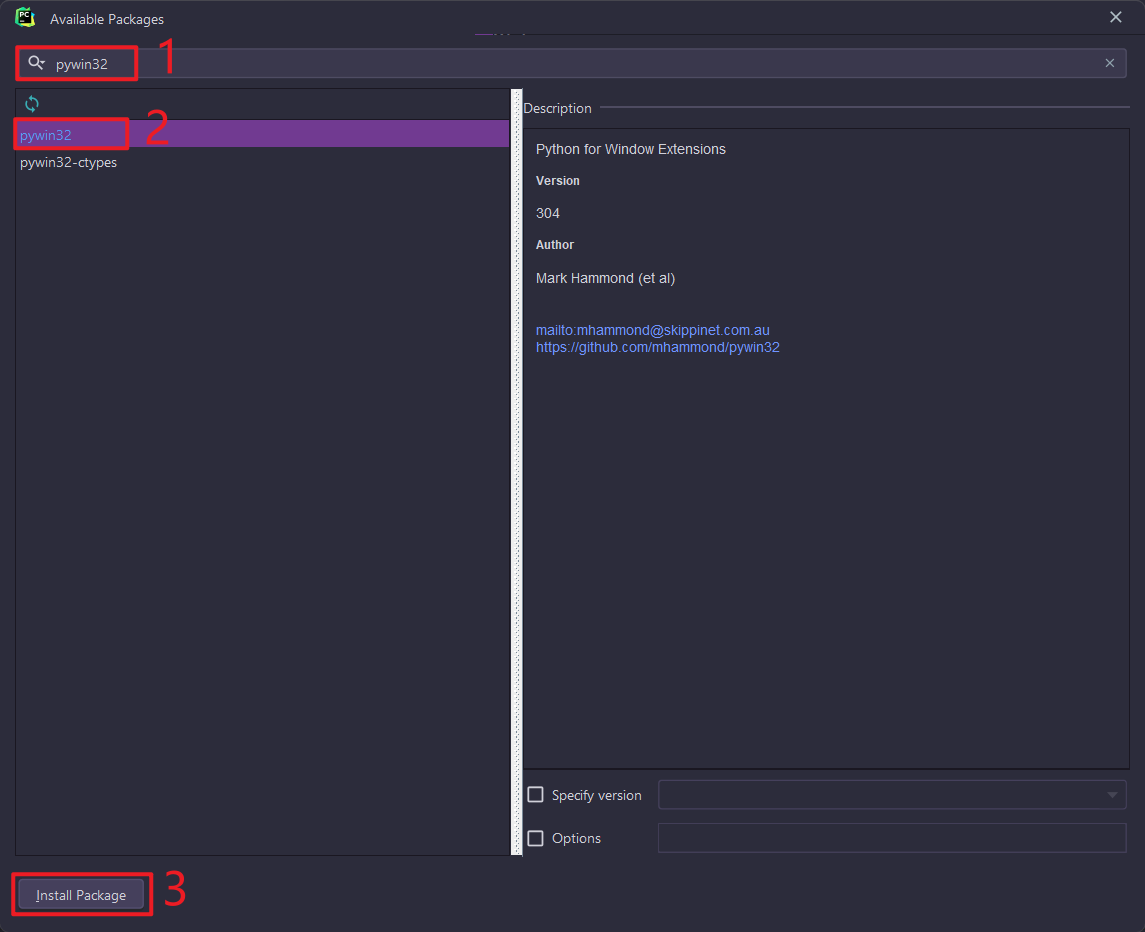 PC
Available Packages
1
pywin32
2
pywin32
pywin32-ctypes
Description
Python for Window Extensions
Version
304
Author
Mark Hammond (et al)
mailto:mhammond@skippinet.com.au
https://github.com/mhammond/pywin32
Specify version
Options
Install Package
3